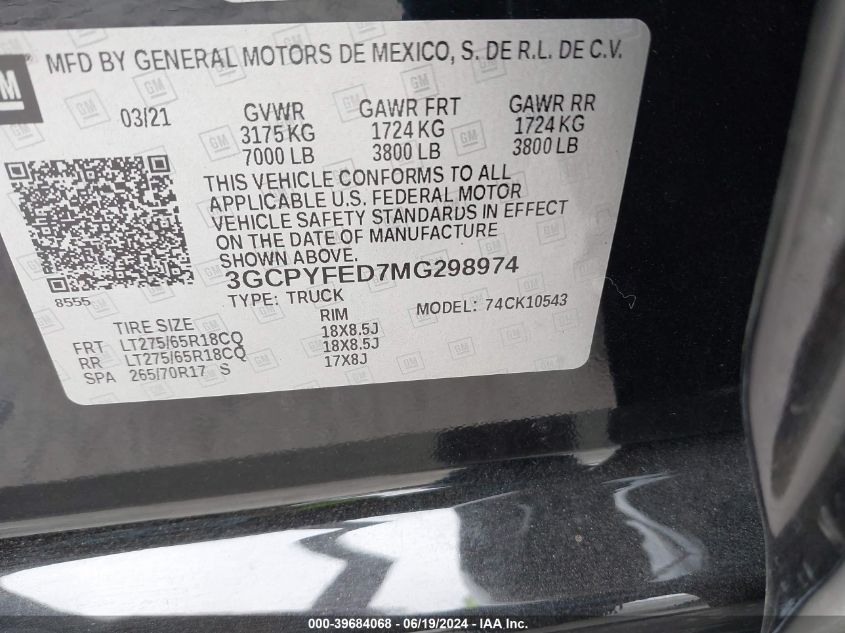 GM
MFD BY GENERAL MOTORS DE MEXICO, S. DE R.L. DE C.V.
03/21 GVWR GAWR FRT GAWR RR
3175 KG 1724 KG 1724 KG
7000 LB 3800 LB 3800 LB
THIS VEHICLE CONFORMS TO ALL
APPLICABLE U.S. FEDERAL MOTOR
VEHICLE SAFETY STANDARDS IN EFFECT
ON THE DATE OF MANUFACTURE
SHOWN ABOVE.
3GCPYFED7MG298974
8555
TYPE: TRUCK MODEL: 74CK10543
TIRE SIZE RIM
FRT LT275/65R18CQ 18X8.5J
RR LT275/65R18CQ 18X8.5J
SPA 265/70R17 S 17X8J
000-39684068 - 06/19/2024 - IAA Inc.